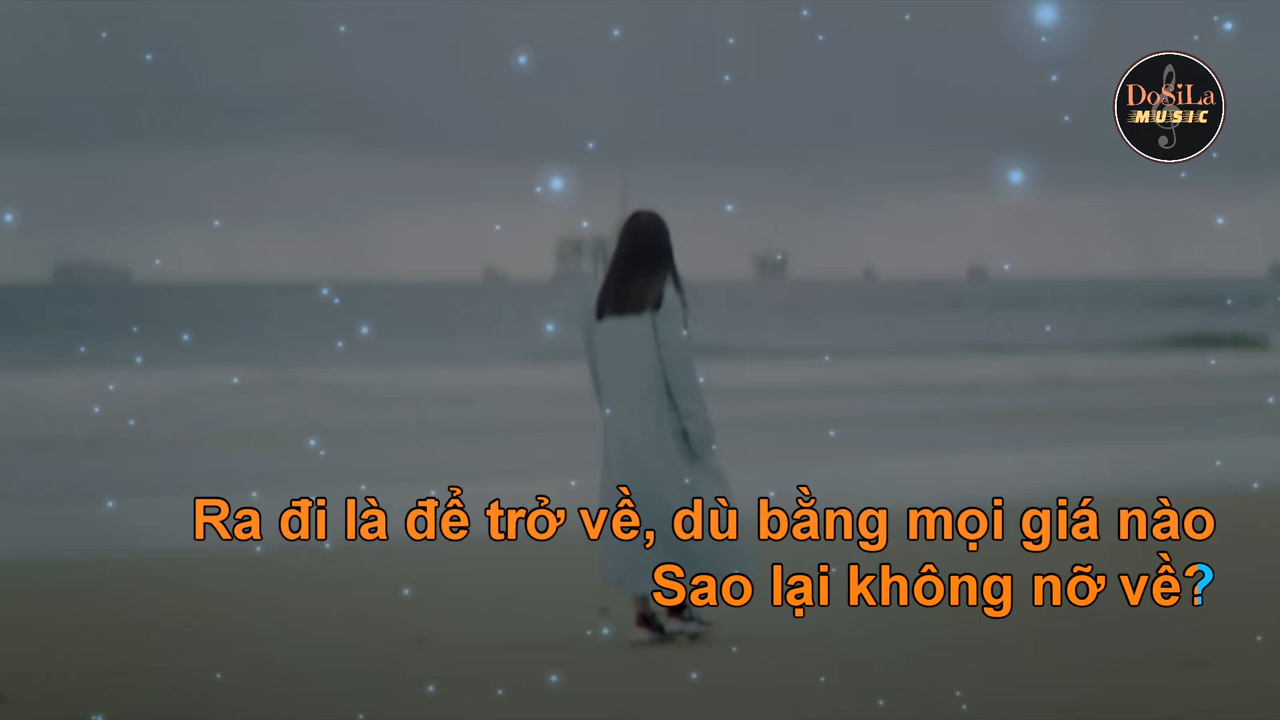 DoSiLa
MUSIC
Ra đi là để trở về, dù bằng mọi giá nào
Sao lại không nỡ về?